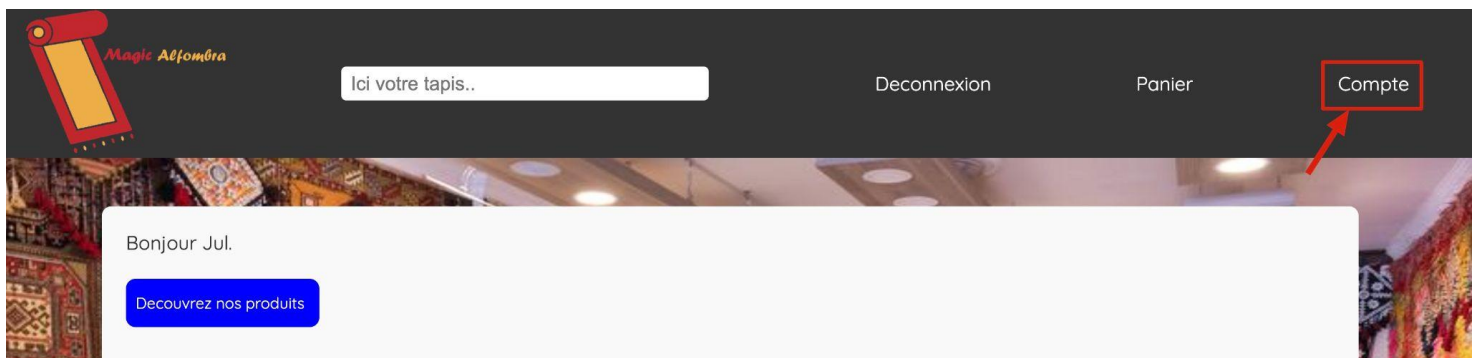 Magic Alfombra
Ici votre tapis..
Deconnexion
Panier
Compte
Bonjour Jul.
Decouvrez nos produits